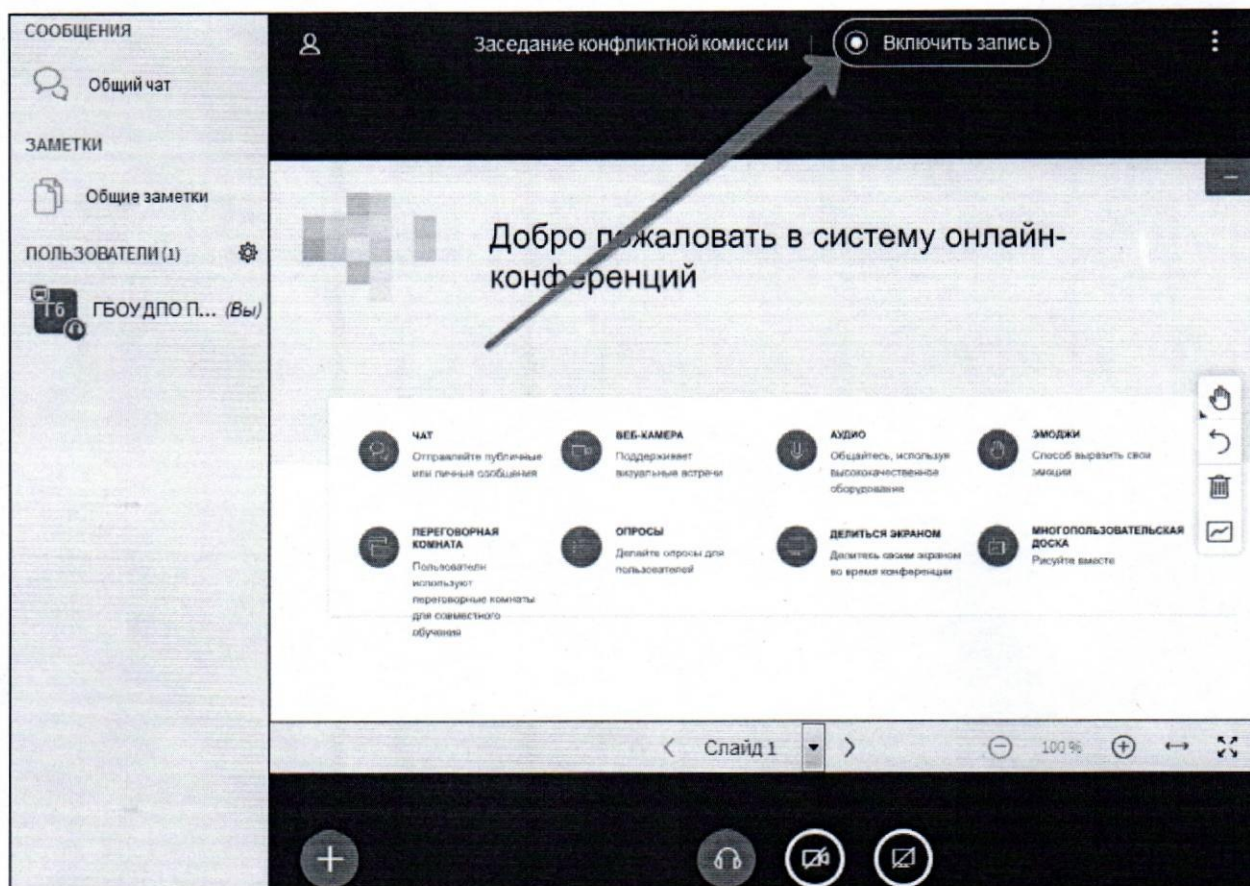 СООБЩЕНИЯ
Общий чат
ЗАМЕТКИ
Общие заметки
ПОЛЬЗОВАТЕЛИ (1)
Гб
ГБОУ ДПО П... (Вы)
Заседание конфликтной комиссии
Включить запись
Добро пожаловать в систему онлайн-
конференций
ЧАТ
Отправляйте публичные
или личные сообщения
ВЕБ-КАМЕРА
Поддерживает
визуальные встречи
АУДИО
Общайтесь, используя
высококачественное
оборудование
ЭМОДЖИ
Способ выразить свои
эмоции
ПЕРЕГОВОРНАЯ
КОМНАТА
Пользователи
используют
переговорные комнаты
для совместного
обучения
ОПРОСЫ
Делайте опросы для
пользователей
ДЕЛИТЬСЯ ЭКРАНОМ
Делитесь своим экраном
во время конференции
МНОГОПОЛЬЗОВАТЕЛЬСКАЯ
ДОСКА
Рисуйте вместе
Слайд 1
100 %